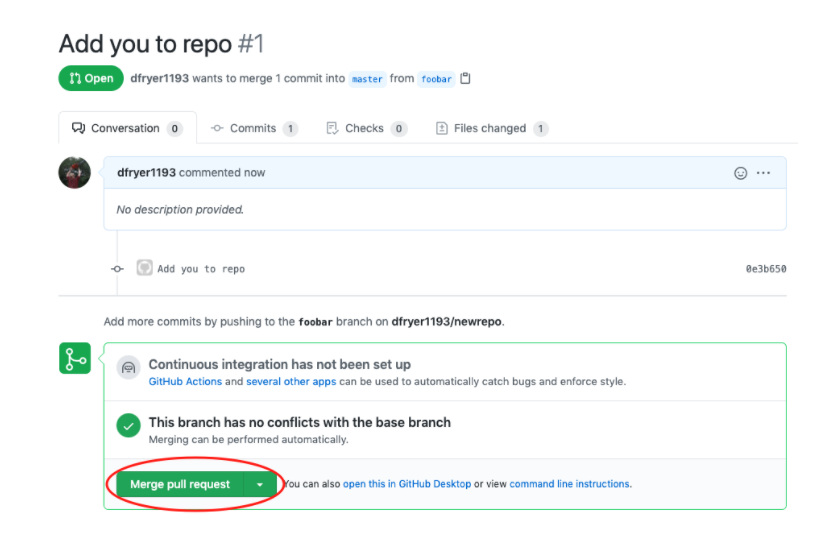 Add you to repo #1
Open dfryer1193 wants to merge 1 commit into master from foobar
Conversation 0 Commits 1 Checks 0 Files changed 1
dfryer1193 commented now
No description provided.
Add you to repo 0e3b650
Add more commits by pushing to the foobar branch on dfryer1193/newrepo.
Continuous integration has not been set up
GitHub Actions and several other apps can be used to automatically catch bugs and enforce style.
This branch has no conflicts with the base branch
Merging can be performed automatically.
Merge pull request You can also open this in GitHub Desktop or view command line instructions.